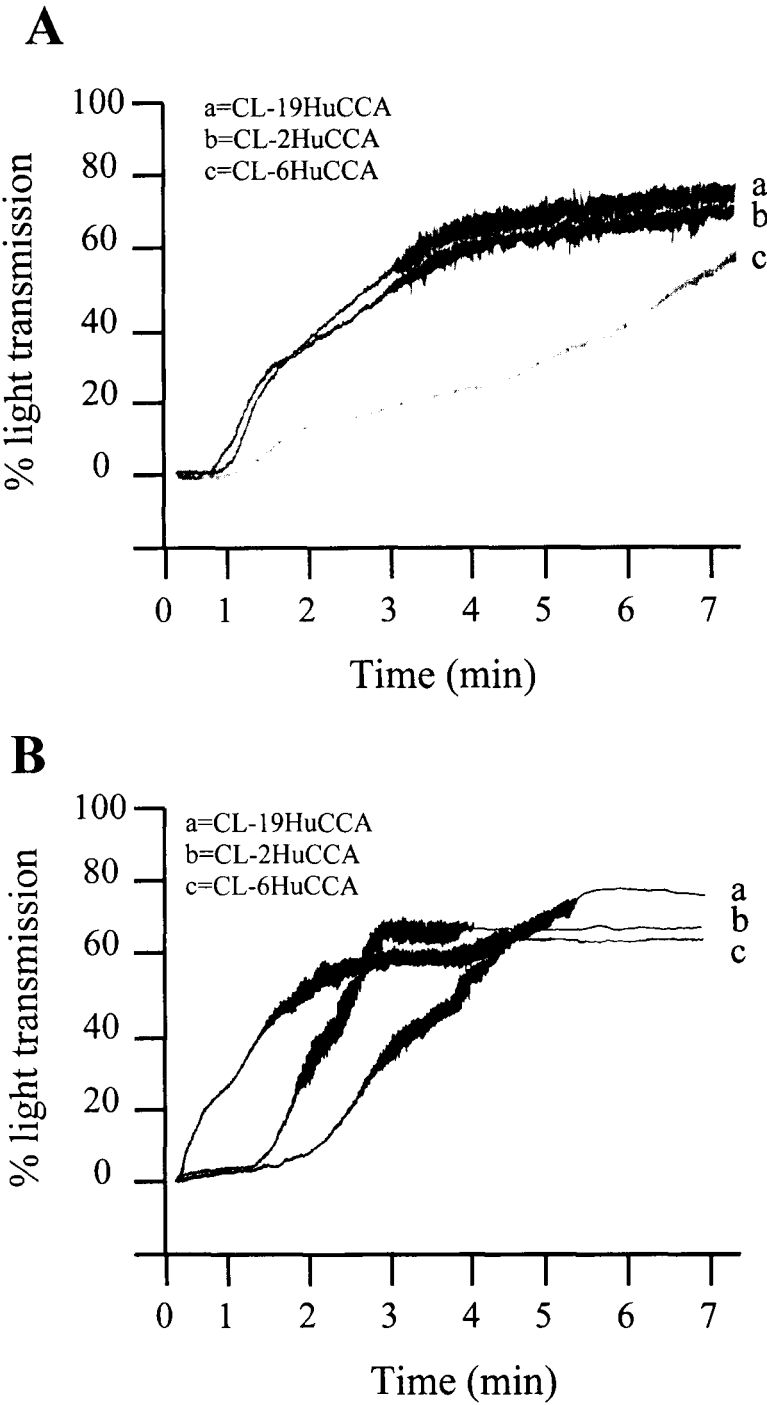 A
a=CL-19HuCCA
b=CL-2HuCCA
c=CL-6HuCCA
100
80
60
40
20
0
% light transmission
a
b
c
0 1 2 3 4 5 6 7
Time (min)
B
a=CL-19HuCCA
b=CL-2HuCCA
c=CL-6HuCCA
100
80
60
40
20
0
% light transmission
a
b
c
0 1 2 3 4 5 6 7
Time (min)